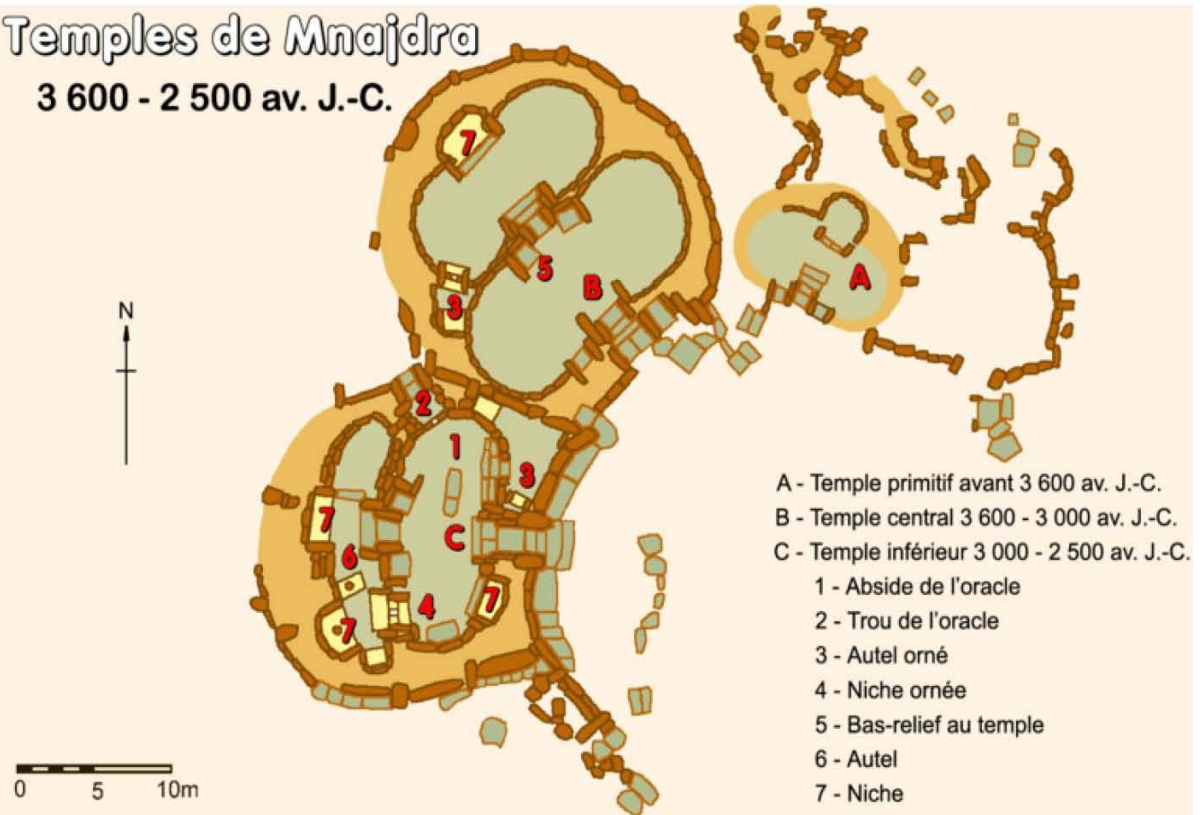 Temples de Mnajdra
3 600 - 2 500 av. J.-C.
7
5
B
A
3
N
2
1
3
7
C
6
7
4
7
A - Temple primitif avant 3 600 av. J.-C.
B - Temple central 3 600 - 3 000 av. J.-C.
C - Temple inférieur 3 000 - 2 500 av. J.-C.
1 - Abside de l'oracle
2 - Trou de l'oracle
3 - Autel orné
4 - Niche ornée
5 - Bas-relief au temple
6 - Autel
7 - Niche
0 5 10m